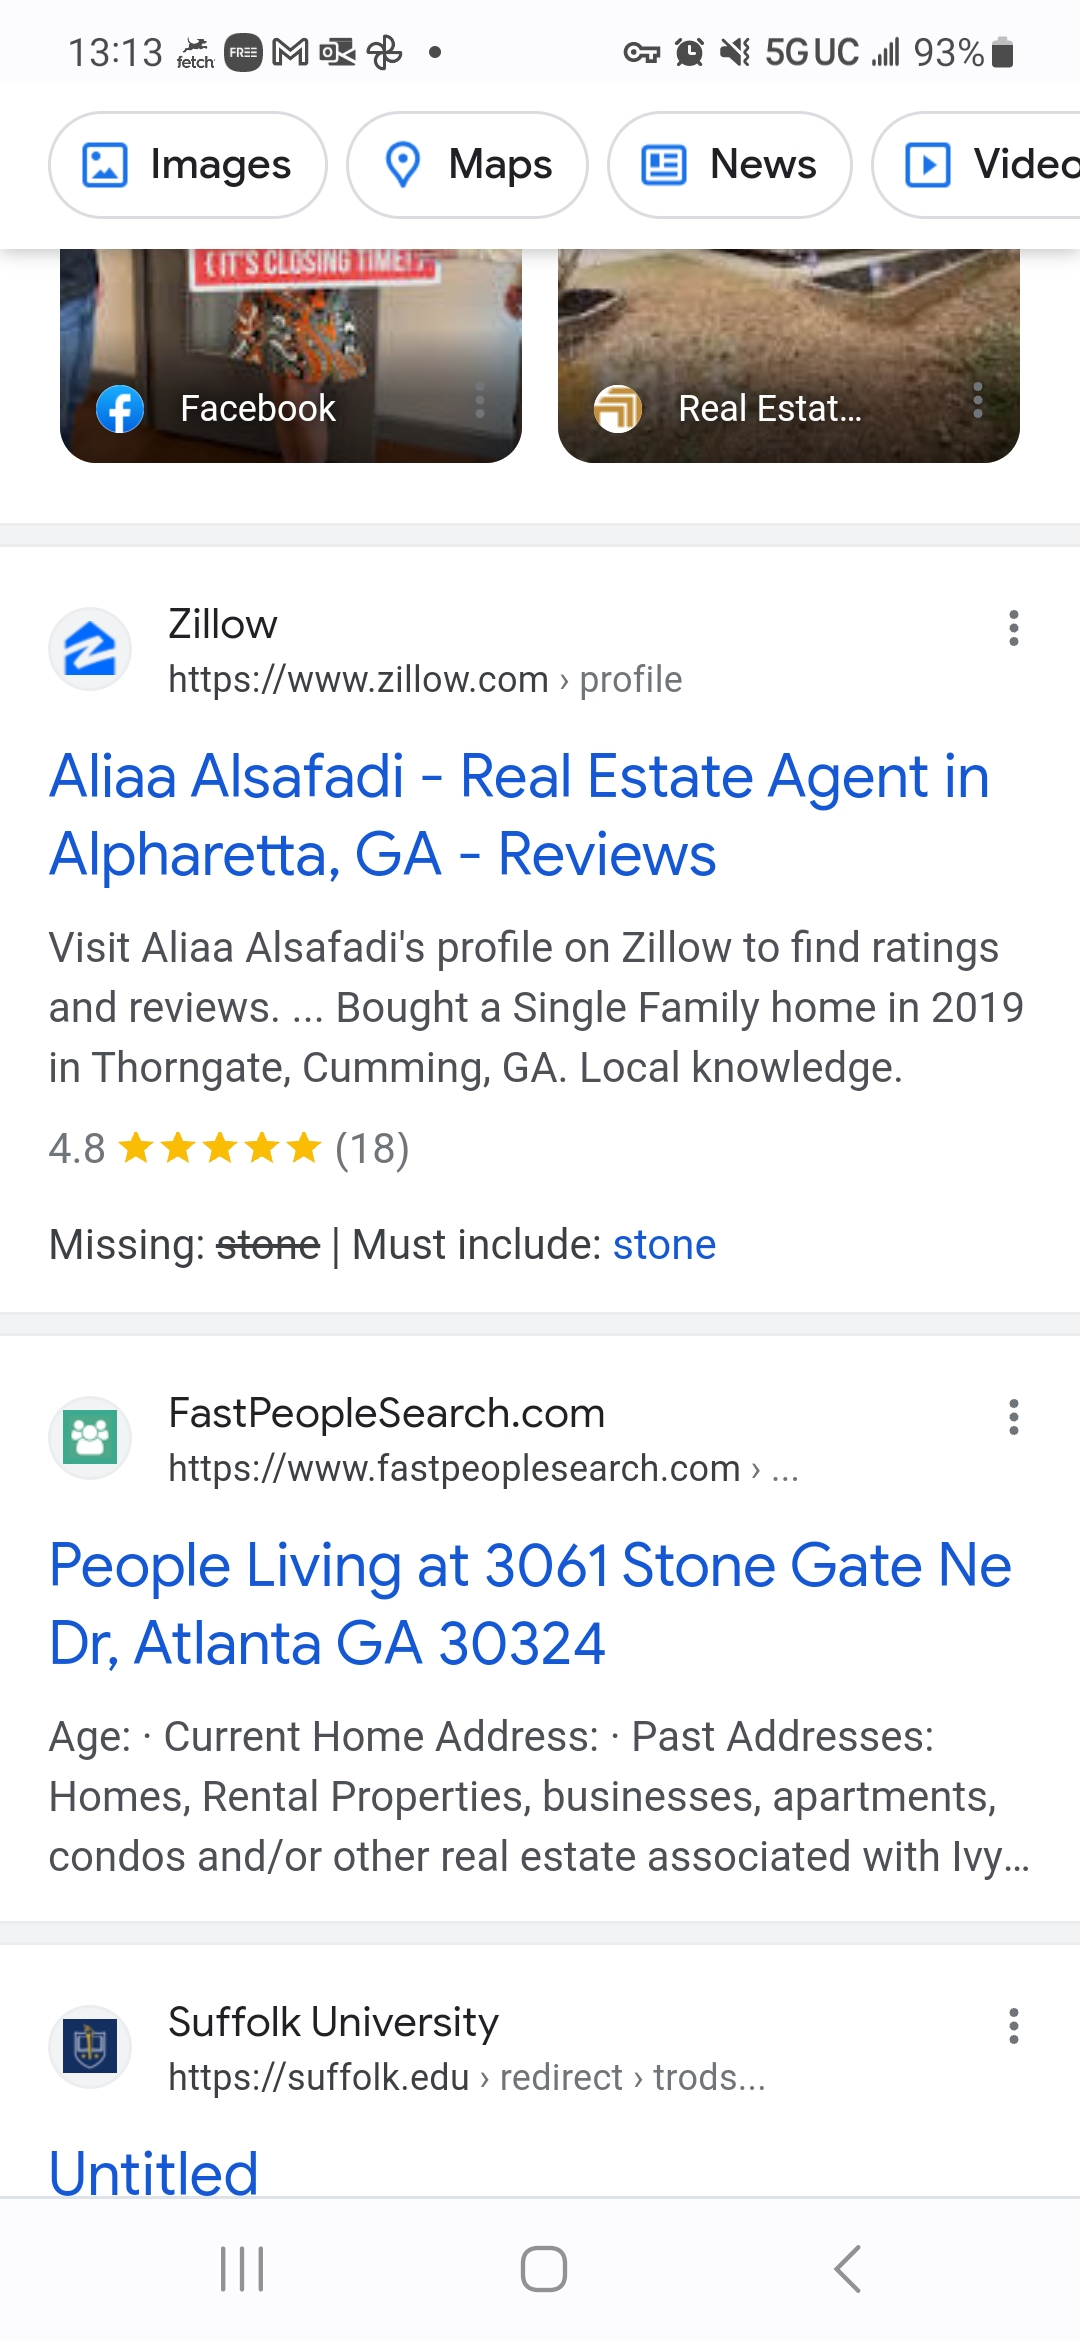 13:13 fetch FREE 5G UC 93%
Images Maps News Video
{IT'S CLOSING TIME!}
Facebook Real Estat...
Zillow
https://www.zillow.com › profile
Aliaa Alsafadi - Real Estate Agent in
Alpharetta, GA - Reviews
Visit Aliaa Alsafadi's profile on Zillow to find ratings
and reviews. ... Bought a Single Family home in 2019
in Thorngate, Cumming, GA. Local knowledge.
4.8 ★★★★★ (18)
Missing: stone | Must include: stone
FastPeopleSearch.com
https://www.fastpeoplesearch.com › ...
People Living at 3061 Stone Gate Ne
Dr, Atlanta GA 30324
Age: · Current Home Address: · Past Addresses:
Homes, Rental Properties, businesses, apartments,
condos and/or other real estate associated with Ivy...
Suffolk University
https://suffolk.edu › redirect › trods...
Untitled